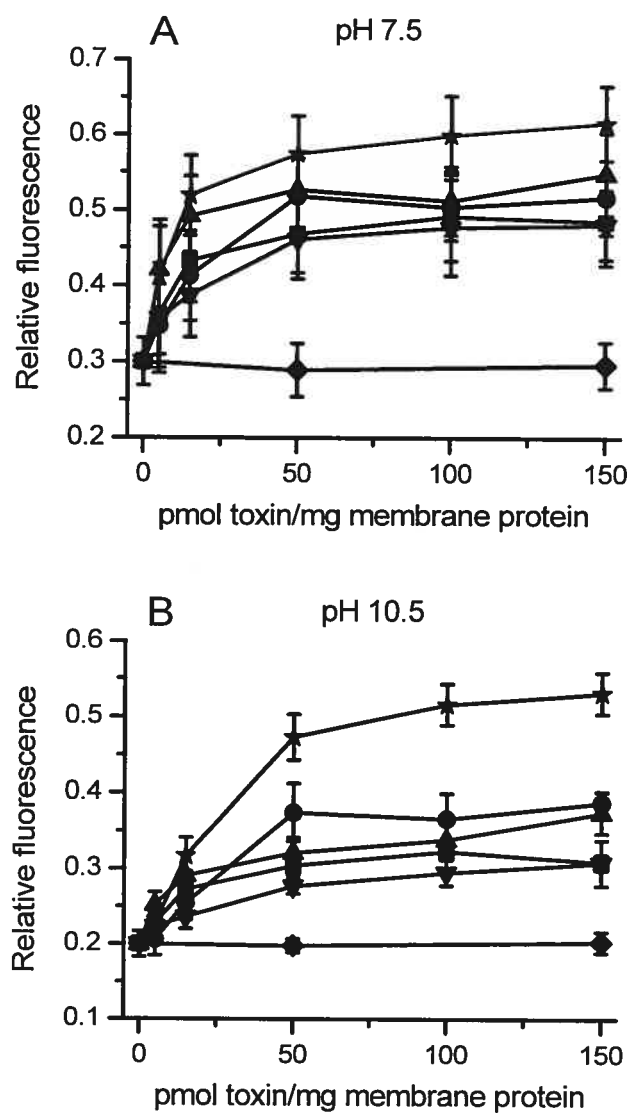 A pH 7.5
0.7
0.6
0.5
0.4
0.3
0.2
Relative fluorescence
0 50 100 150
pmol toxin/mg membrane protein
B pH 10.5
0.6
0.5
0.4
0.3
0.2
0.1
Relative fluorescence
0 50 100 150
pmol toxin/mg membrane protein